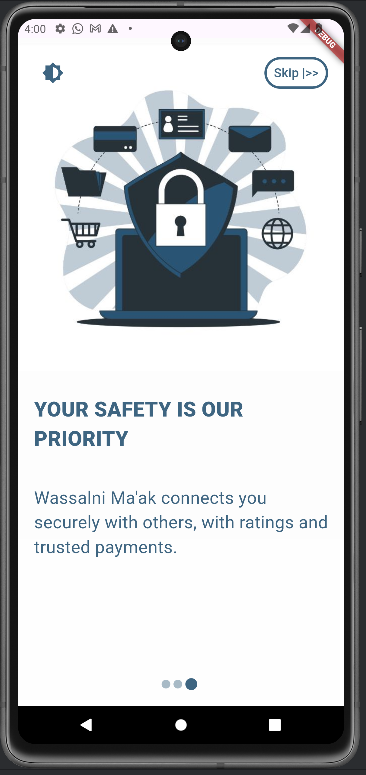 4:00
DEBUG
Skip |>>
YOUR SAFETY IS OUR
PRIORITY
Wassalni Ma'ak connects you
securely with others, with ratings and
trusted payments.